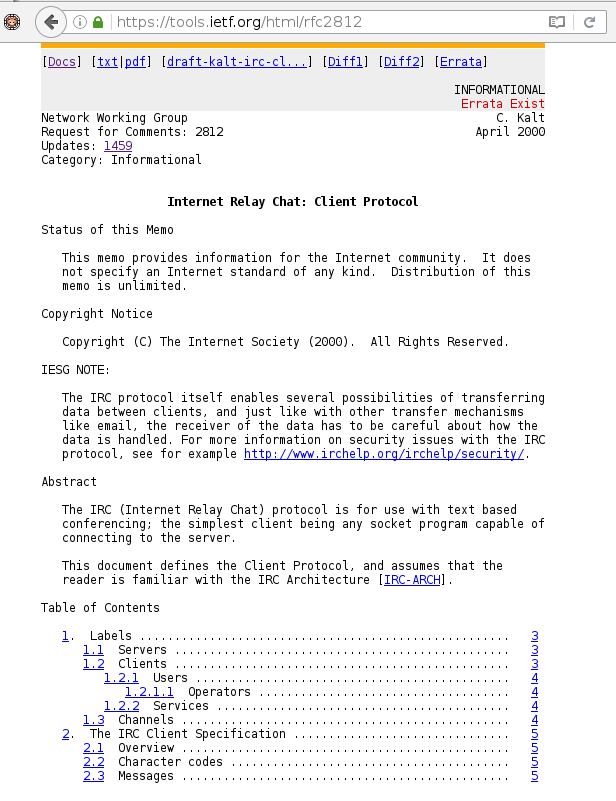 https://tools.ietf.org/html/rfc2812
[Docs] [txt|pdf] [draft-kalt-irc-cl...] [Diff1] [Diff2] [Errata]
INFORMATIONAL
Errata Exist
Network Working Group C. Kalt
Request for Comments: 2812 April 2000
Updates: 1459
Category: Informational
Internet Relay Chat: Client Protocol
Status of this Memo
This memo provides information for the Internet community. It does
not specify an Internet standard of any kind. Distribution of this
memo is unlimited.
Copyright Notice
Copyright (C) The Internet Society (2000). All Rights Reserved.
IESG NOTE:
The IRC protocol itself enables several possibilities of transferring
data between clients, and just like with other transfer mechanisms
like email, the receiver of the data has to be careful about how the
data is handled. For more information on security issues with the IRC
protocol, see for example http://www.irchelp.org/irchelp/security/.
Abstract
The IRC (Internet Relay Chat) protocol is for use with text based
conferencing; the simplest client being any socket program capable of
connecting to the server.
This document defines the Client Protocol, and assumes that the
reader is familiar with the IRC Architecture [IRC-ARCH].
Table of Contents
1. Labels ..................................................... 3
1.1 Servers ................................................ 3
1.2 Clients ................................................ 3
1.2.1 Users ............................................. 4
1.2.1.1 Operators .................................... 4
1.2.2 Services .......................................... 4
1.3 Channels ............................................... 4
2. The IRC Client Specification ............................... 5
2.1 Overview ............................................... 5
2.2 Character codes ........................................ 5
2.3 Messages ............................................... 5